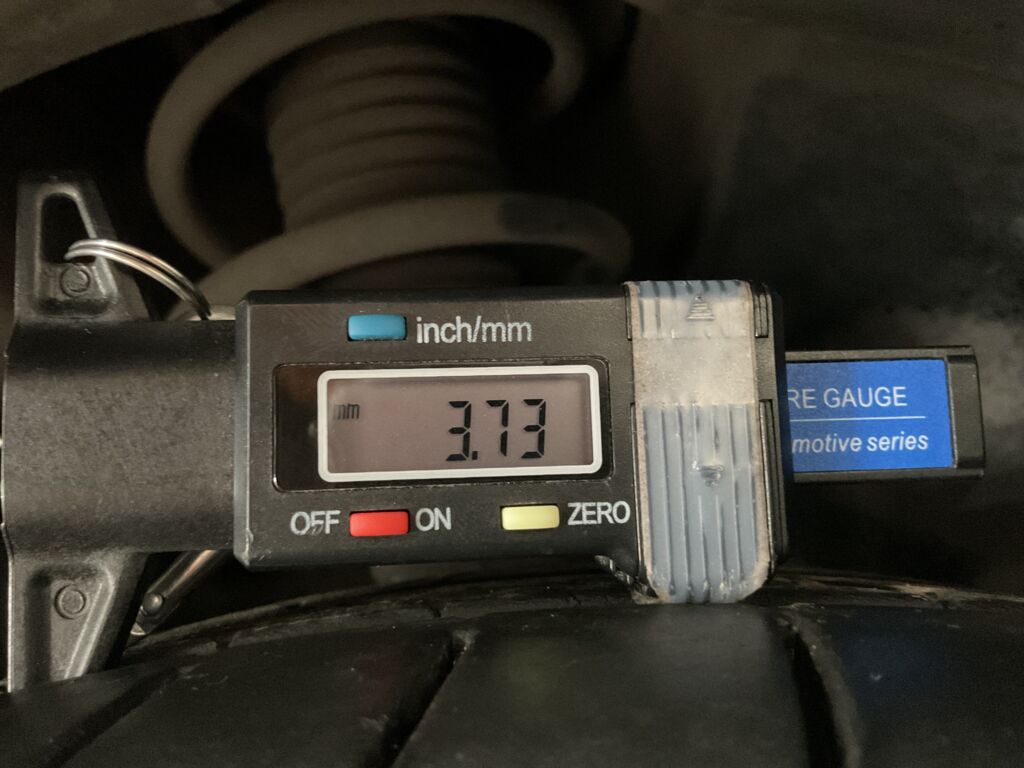 inch/mm
mm
3.73
OFF ON
ZERO
RE GAUGE
motive series